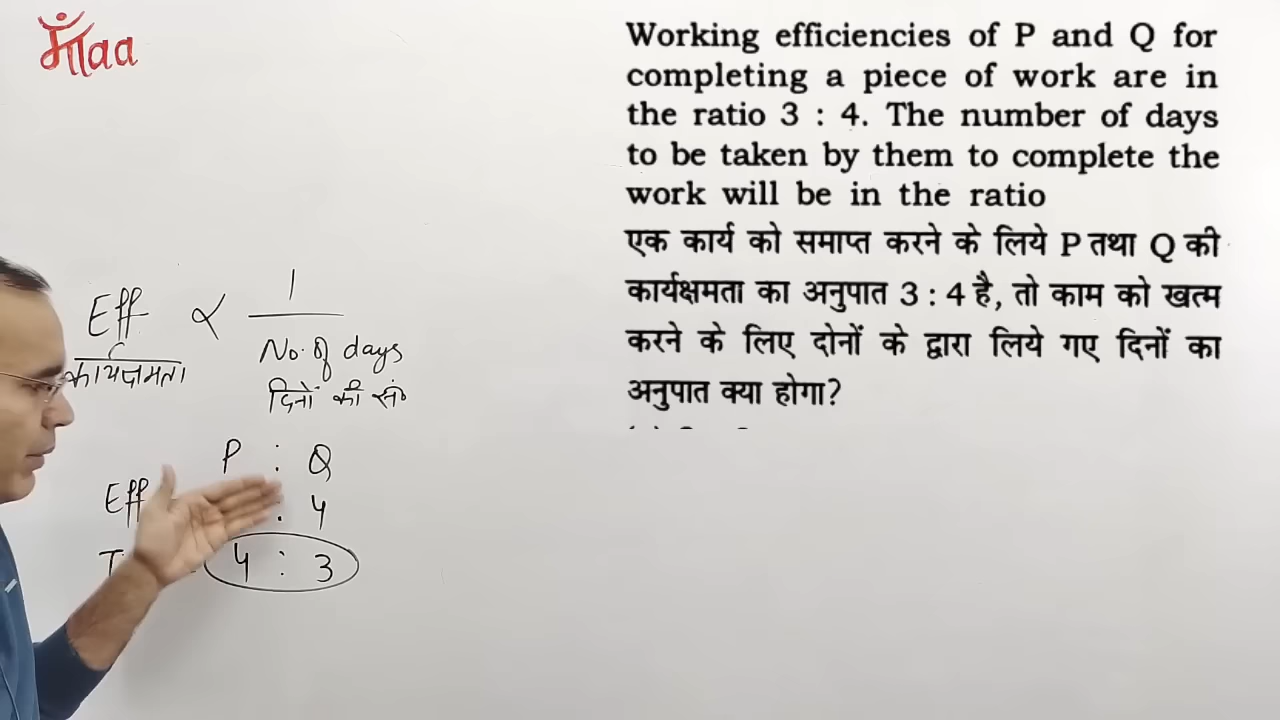 माँaa
Working efficiencies of P and Q for
completing a piece of work are in
the ratio 3 : 4. The number of days
to be taken by them to complete the
work will be in the ratio
एक कार्य को समाप्त करने के लिये P तथा Q की
कार्यक्षमता का अनुपात 3 : 4 है, तो काम को खत्म
करने के लिए दोनों के द्वारा लिये गए दिनों का
अनुपात क्या होगा?
Eff ∝ 1
No. of days
कार्यक्षमता
दिनों की सं॰
P : Q
Eff : 4
4 : 3